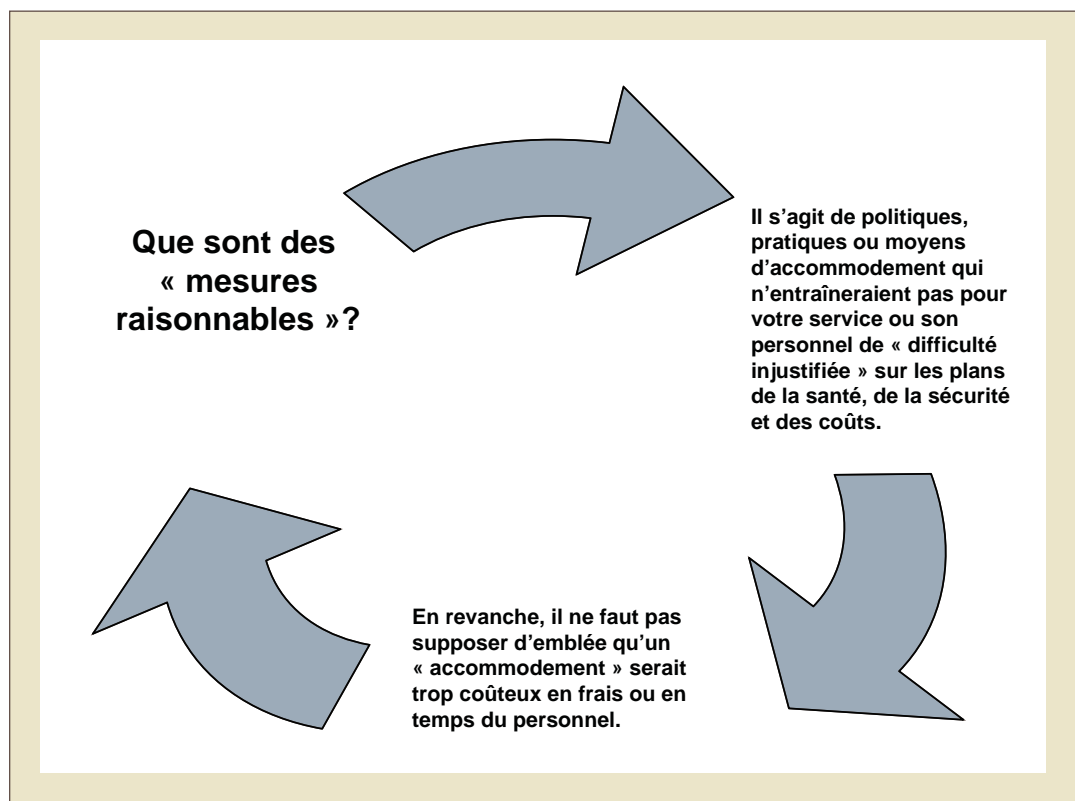 Que sont des
« mesures
raisonnables »?
Il s’agit de politiques,
pratiques ou moyens
d’accommodement qui
n’entraîneraient pas pour
votre service ou son
personnel de « difficulté
injustifiée » sur les plans
de la santé, de la sécurité
et des coûts.
En revanche, il ne faut pas
supposer d’emblée qu’un
« accommodement » serait
trop coûteux en frais ou en
temps du personnel.